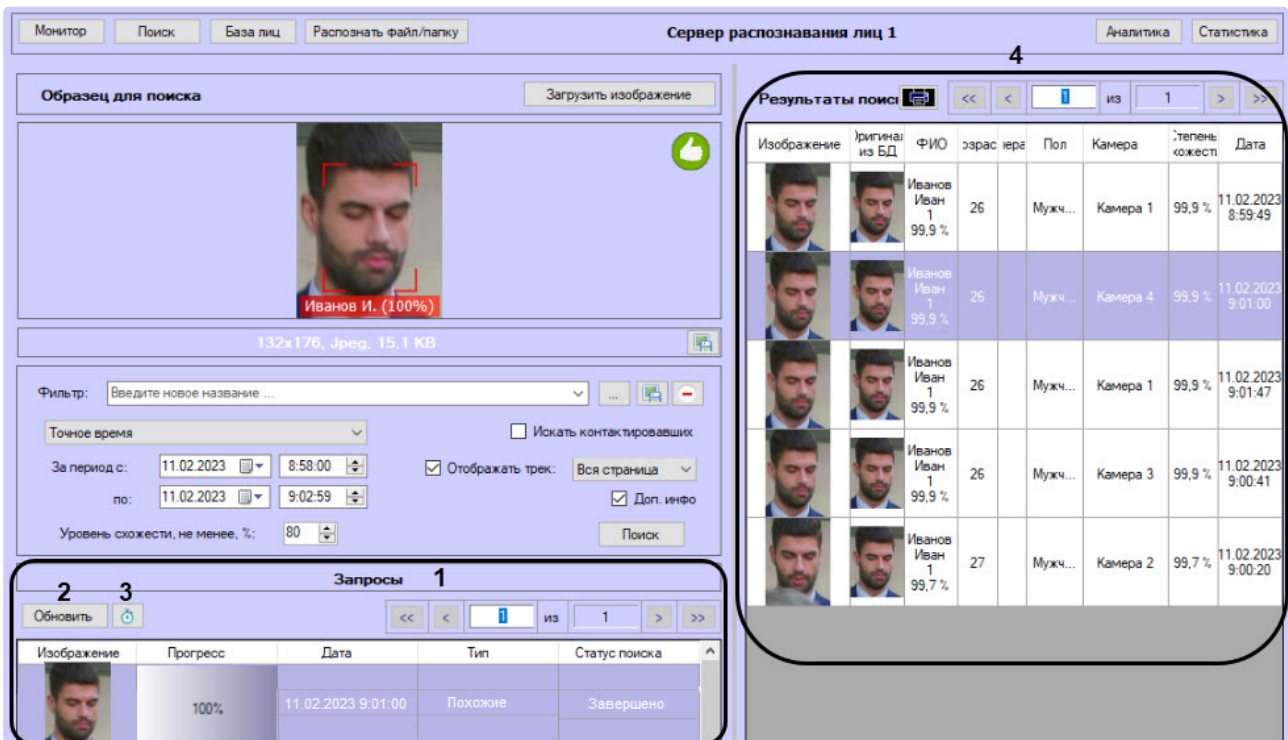 Монитор Поиск База лиц Распознать файл/папку Сервер распознавания лиц 1 Аналитика Статистика
Образец для поиска Загрузить изображение
Иванов И. (100%)
132x176, Jpeg, 15,1 KB
Фильтр: Введите новое название ... ...
Точное время Искать контактировавших
За период с: 11.02.2023 8:58:00 Отображать трек: Вся страница
по: 11.02.2023 9:02:59 Доп. инфо
Уровень схожести, не менее, %: 80 Поиск
Запросы 1
2 3
Обновить << < 1 из 1 > >>
Изображение Прогресс Дата Тип Статус поиска
100% 11.02.2023 9:01:00 Похожие Завершено
4
Результаты поиск << < 1 из 1 > >>
Изображение Оригинал ФИО озрас нера Пол Камера Степень Дата
из БД хожести
Иванов
Иван
1
99,9 %
26 Мужч... Камера 1 99,9 % 11.02.2023
8:59:49
Иванов
Иван
1
99,9 %
26 Мужч... Камера 4 99,9 % 11.02.2023
9:01:00
Иванов
Иван
1
99,9 %
26 Мужч... Камера 1 99,9 % 11.02.2023
9:01:47
Иванов
Иван
1
99,9 %
26 Мужч... Камера 3 99,9 % 11.02.2023
9:00:41
Иванов
Иван
1
99,7 %
27 Мужч... Камера 2 99,7 % 11.02.2023
9:00:20